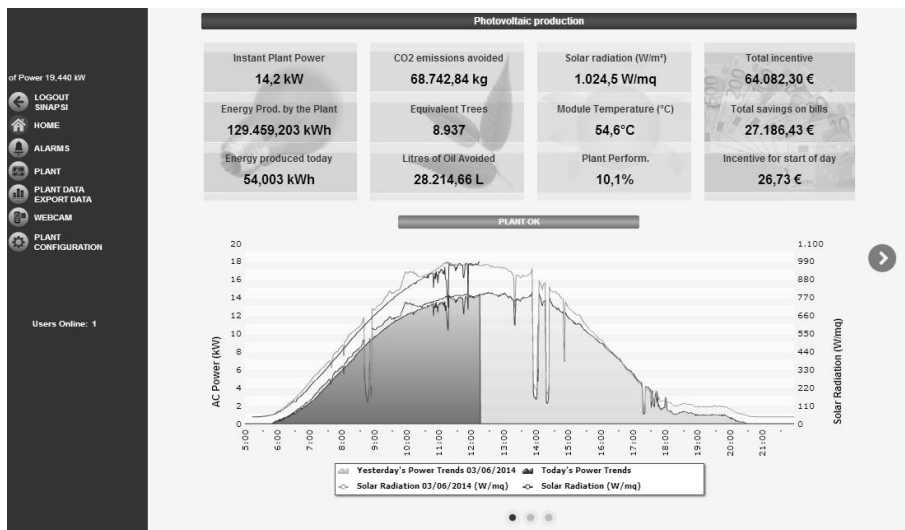 Photovoltaic production
of Power 19,440 kW
LOGOUT
SINAPSI
HOME
ALARMS
PLANT
PLANT DATA
EXPORT DATA
WEBCAM
PLANT
CONFIGURATION
Users Online: 1
Instant Plant Power
14,2 kW
CO2 emissions avoided
68.742,84 kg
Solar radiation (W/m²)
1.024,5 W/mq
Total incentive
64.082,30 €
Energy Prod. by the Plant
129.459,203 kWh
Equivalent Trees
8.937
Module Temperature (°C)
54,6°C
Total savings on bills
27.186,43 €
Energy produced today
54,003 kWh
Litres of Oil Avoided
28.214,66 L
Plant Perform.
10,1%
Incentive for start of day
26,73 €
PLANT OK
AC Power (kW)
20
18
16
14
12
10
8
6
4
2
0
1.100
990
880
770
660
550
440
330
220
110
0
Solar Radiation (W/mq)
5:00
6:00
7:00
8:00
9:00
10:00
11:00
12:00
13:00
14:00
15:00
16:00
17:00
18:00
19:00
20:00
21:00
Yesterday's Power Trends 03/06/2014
Today's Power Trends
Solar Radiation 03/06/2014 (W/mq)
Solar Radiation (W/mq)